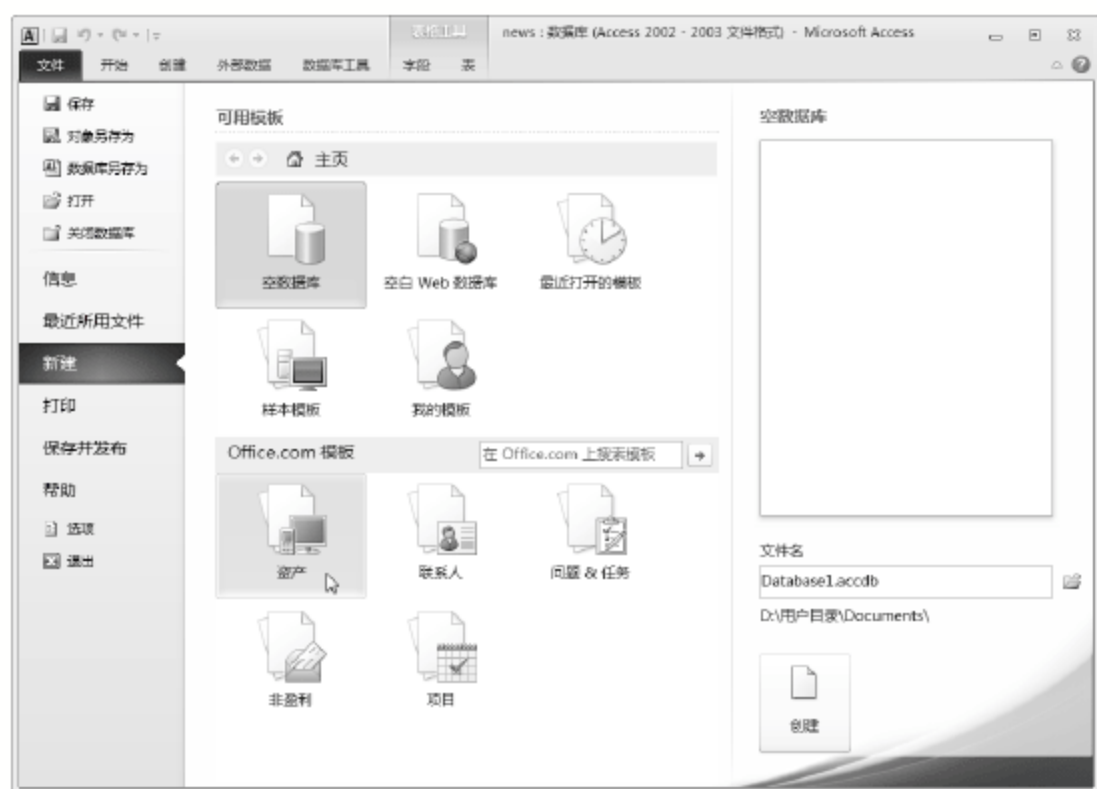 表格工具
news : 数据库 (Access 2002 - 2003 文件格式) - Microsoft Access
文件 开始 创建 外部数据 数据库工具 字段 表
保存
对象另存为
数据库另存为
打开
关闭数据库
信息
最近所用文件
新建
打印
保存并发布
帮助
选项
退出
可用模板
主页
空数据库 空白 Web 数据库 最近打开的模板
样本模板 我的模板
Office.com 模板 在 Office.com 上搜索模板
资产 联系人 问题 & 任务
非盈利 项目
空数据库
文件名
Database1.accdb
D:\用户目录\Documents\
创建